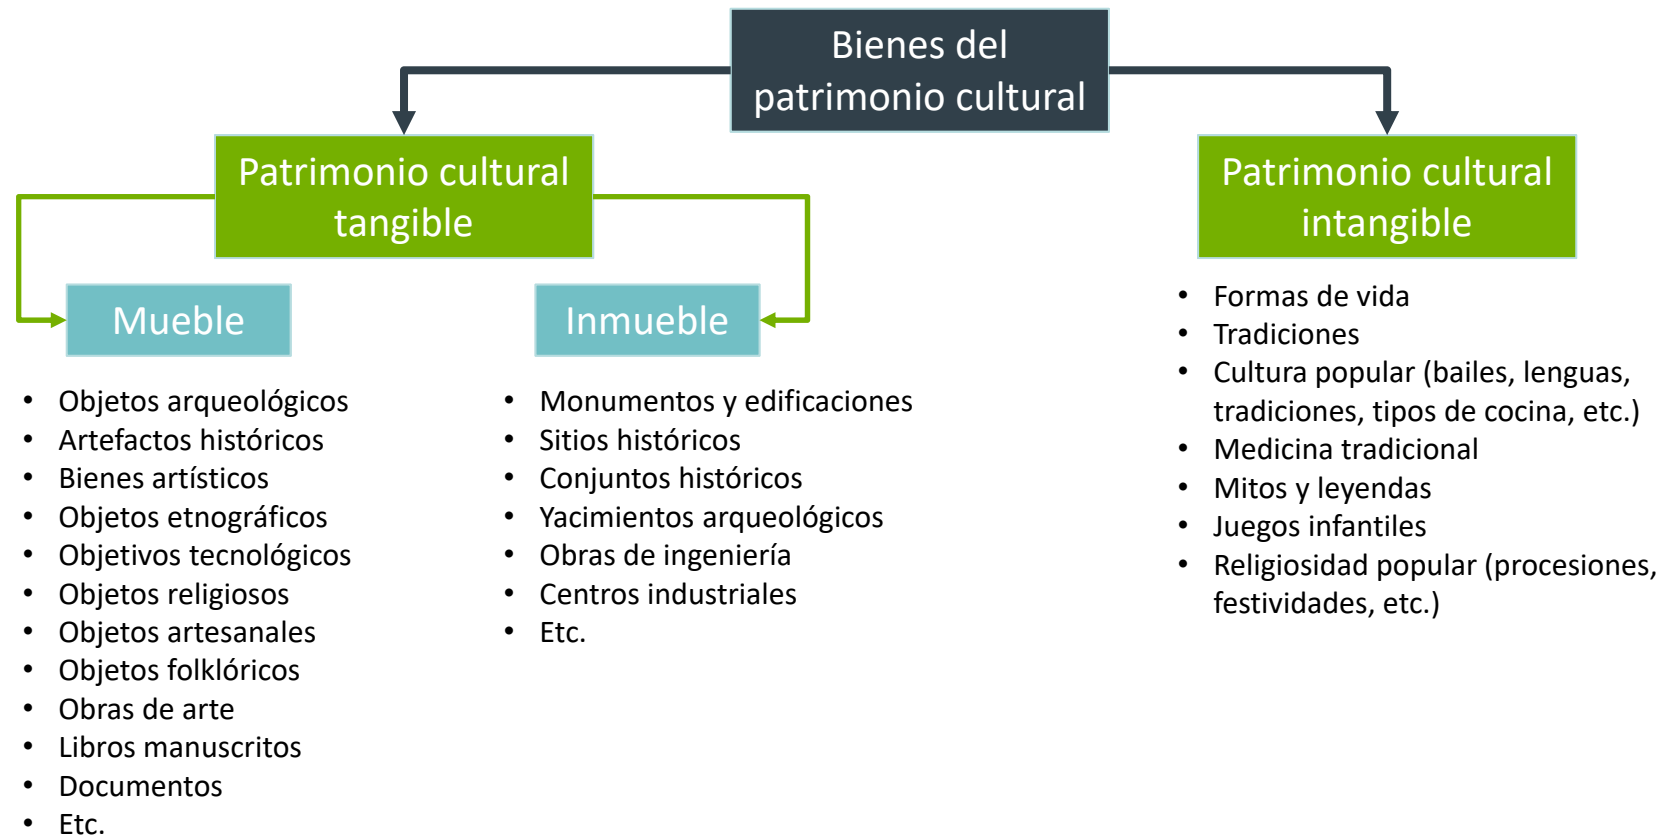 Bienes del
patrimonio cultural
Patrimonio cultural
tangible
Mueble
• Objetos arqueológicos
• Artefactos históricos
• Bienes artísticos
• Objetos etnográficos
• Objetivos tecnológicos
• Objetos religiosos
• Objetos artesanales
• Objetos folklóricos
• Obras de arte
• Libros manuscritos
• Documentos
• Etc.
Inmueble
• Monumentos y edificaciones
• Sitios históricos
• Conjuntos históricos
• Yacimientos arqueológicos
• Obras de ingeniería
• Centros industriales
• Etc.
Patrimonio cultural
intangible
• Formas de vida
• Tradiciones
• Cultura popular (bailes, lenguas,
tradiciones, tipos de cocina, etc.)
• Medicina tradicional
• Mitos y leyendas
• Juegos infantiles
• Religiosidad popular (procesiones,
festividades, etc.)